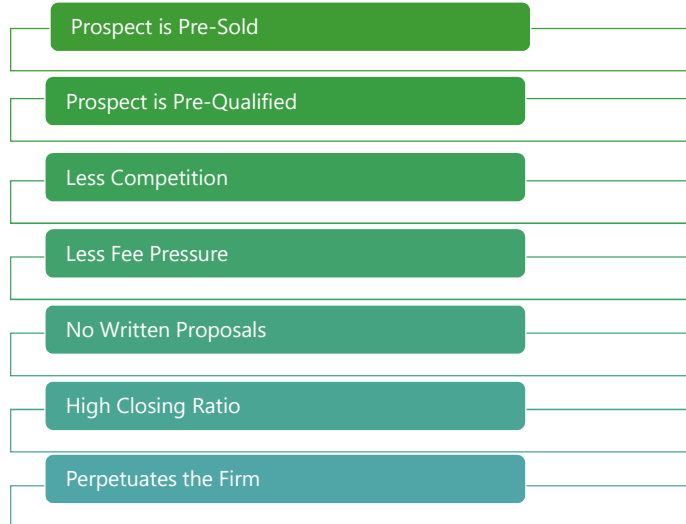 Prospect is Pre-Sold
Prospect is Pre-Qualified
Less Competition
Less Fee Pressure
No Written Proposals
High Closing Ratio
Perpetuates the Firm